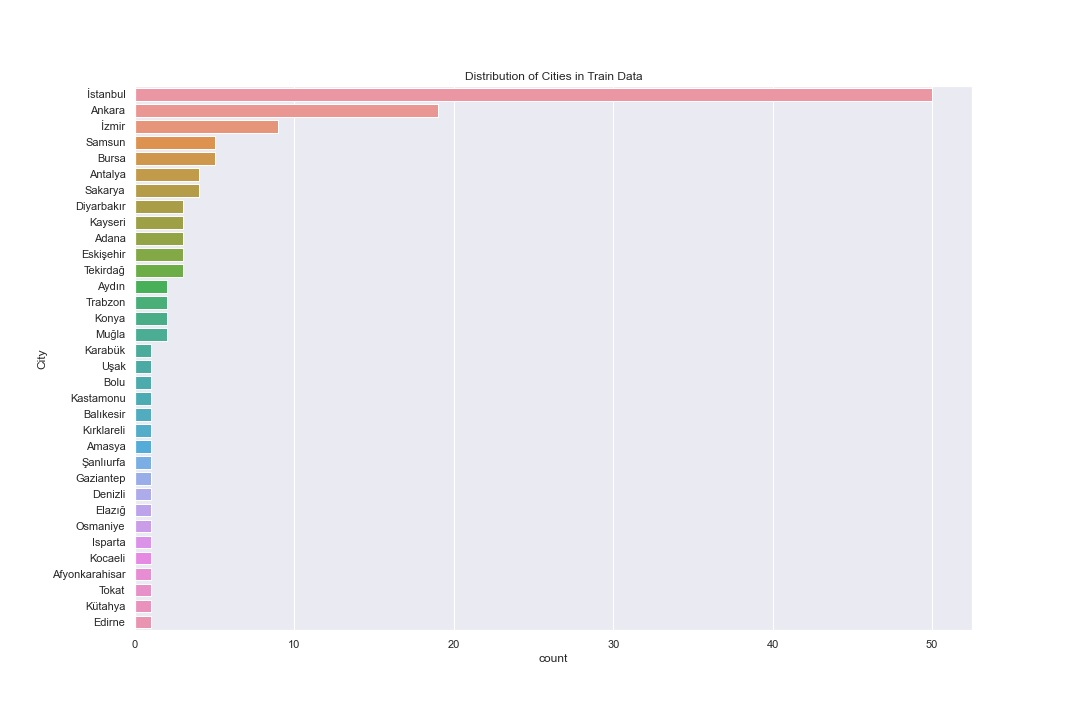 Distribution of Cities in Train Data
City
İstanbul
Ankara
İzmir
Samsun
Bursa
Antalya
Sakarya
Diyarbakır
Kayseri
Adana
Eskişehir
Tekirdağ
Aydın
Trabzon
Konya
Muğla
Karabük
Uşak
Bolu
Kastamonu
Balıkesir
Kırklareli
Amasya
Şanlıurfa
Gaziantep
Denizli
Elazığ
Osmaniye
Isparta
Kocaeli
Afyonkarahisar
Tokat
Kütahya
Edirne
0 10 20 30 40 50
count